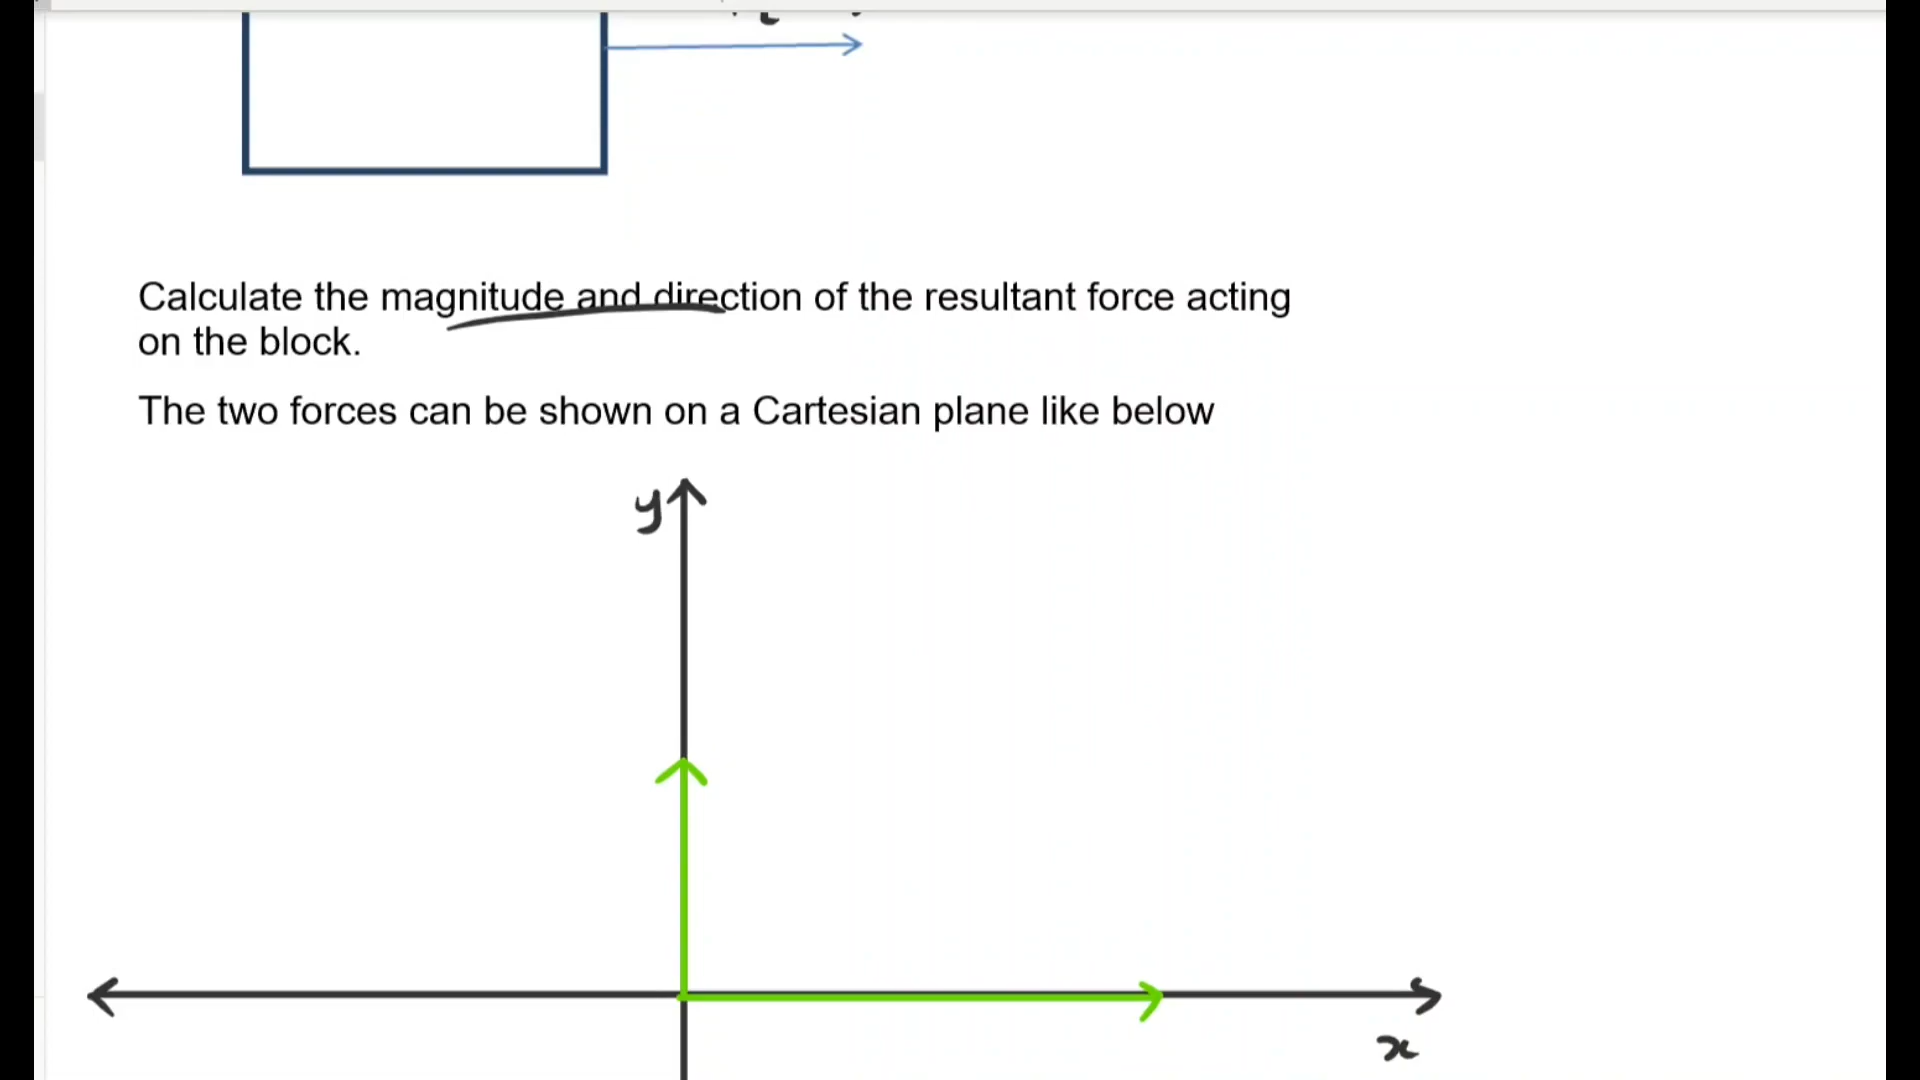 Calculate the magnitude and direction of the resultant force acting
on the block.
The two forces can be shown on a Cartesian plane like below
y
x